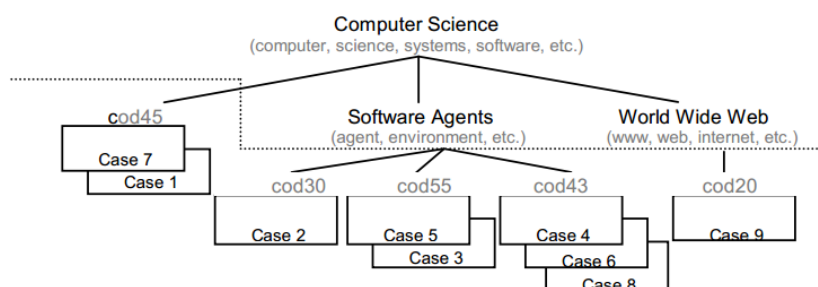 Computer Science
(computer, science, systems, software, etc.)
cod45
Software Agents
World Wide Web
(agent, environment, etc.)
(www, web, internet, etc.)
Case 7
Case 1
cod30
cod55
cod43
cod20
Case 2
Case 5
Case 4
Case 9
Case 3
Case 6
Case 8